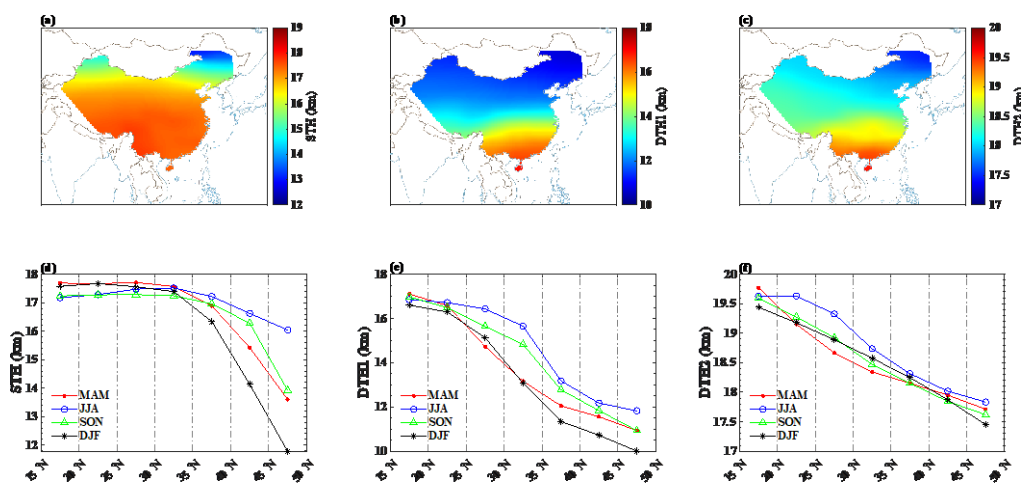 (a)
19
18
17
16
15
14
13
12
STH (km)
(b)
18
16
14
12
10
DTH1 (km)
(c)
20
19.5
19
18.5
18
17.5
17
DTH2 (km)
(d)
18
17
16
15
14
13
12
STH (km)
MAM
JJA
SON
DJF
15°N
20°N
25°N
30°N
35°N
40°N
45°N
50°N
(e)
18
16
14
12
10
DTH1 (km)
MAM
JJA
SON
DJF
15°N
20°N
25°N
30°N
35°N
40°N
45°N
50°N
(f)
20
19.5
19
18.5
18
17.5
17
DTH2 (km)
MAM
JJA
SON
DJF
15°N
20°N
25°N
30°N
35°N
40°N
45°N
50°N